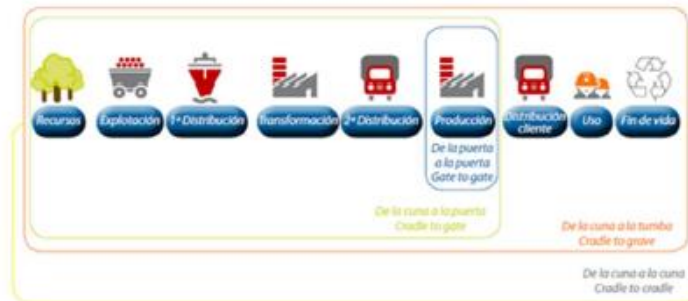 Recursos
Explotación
1ª Distribución
Transformación
2ª Distribución
Producción
Distribución
cliente
Uso
Fin de vida
De la puerta
a la puerta
Gate to gate
De la cuna a la puerta
Cradle to gate
De la cuna a la tumba
Cradle to grave
De la cuna a la cuna
Cradle to cradle